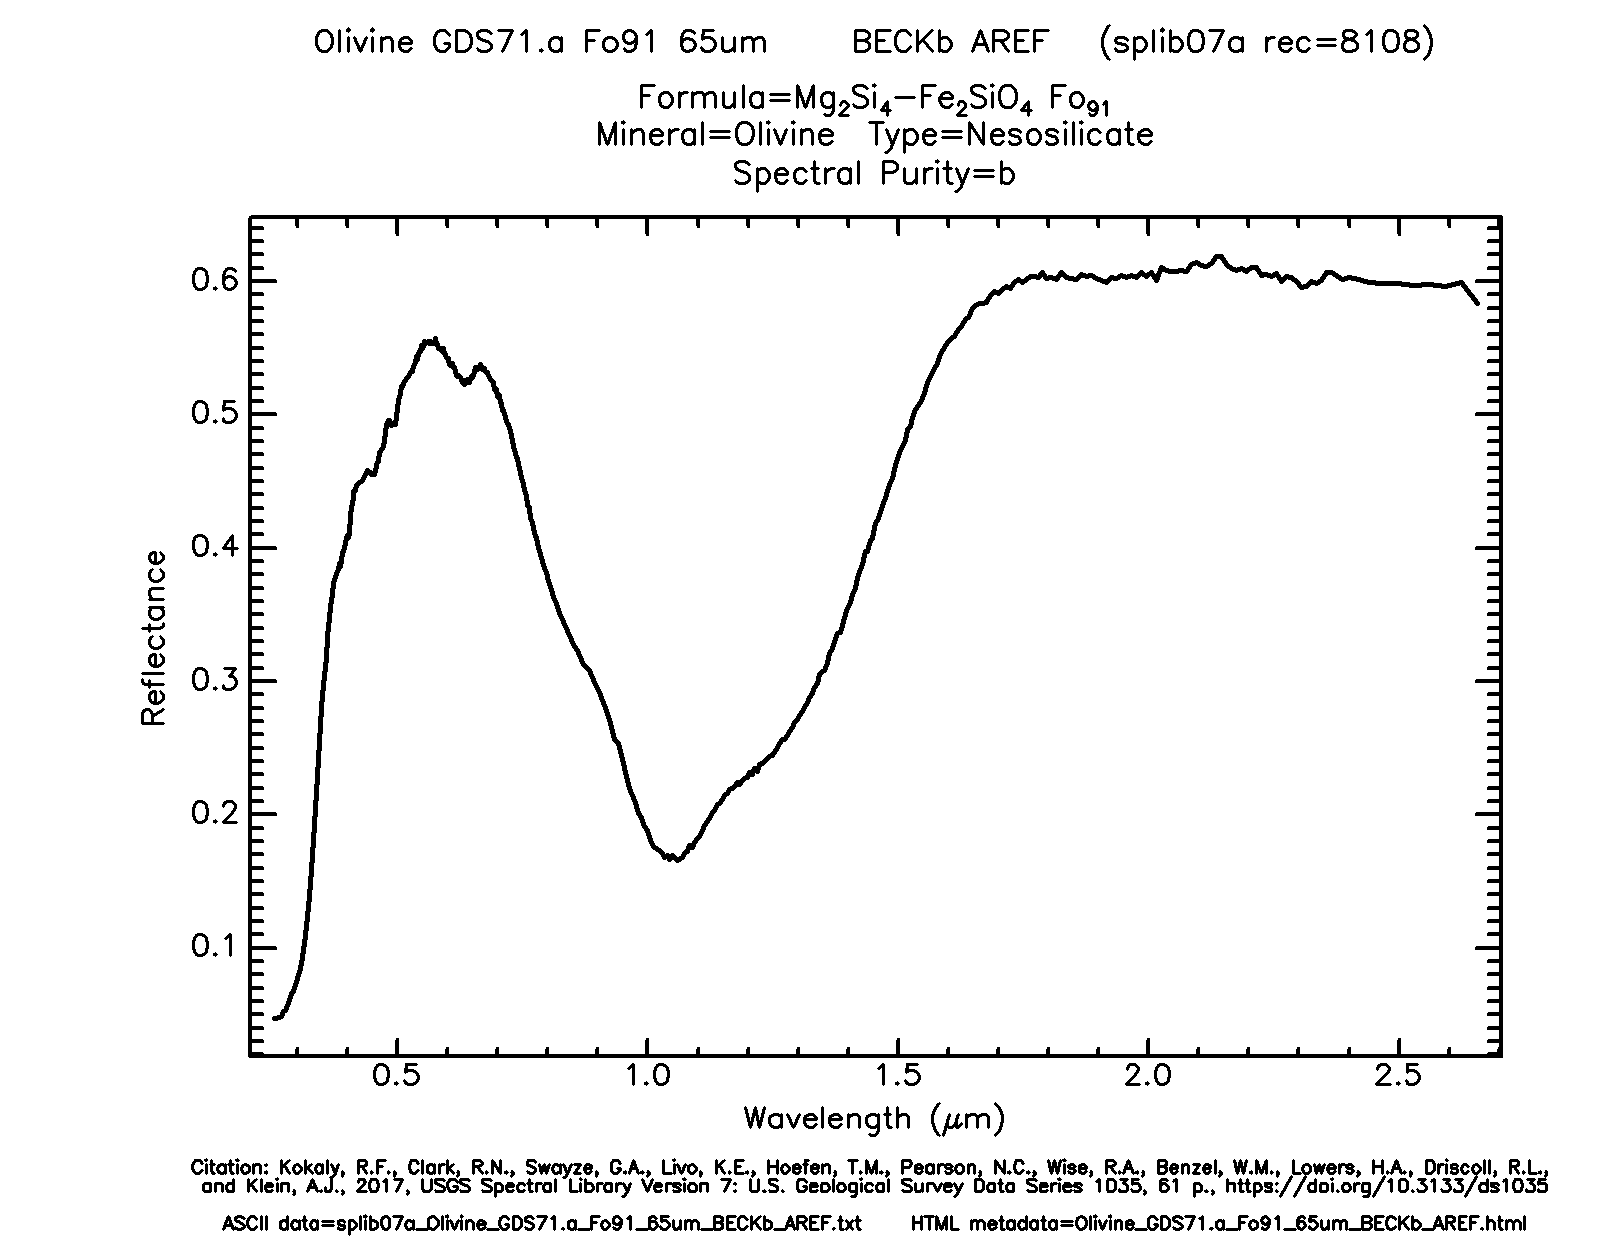 Olivine GDS71.a Fo91 65um BECKb AREF (splib07a rec=8108)
Formula=Mg₂Si₄−Fe₂SiO₄ Fo₉₁
Mineral=Olivine Type=Nesosilicate
Spectral Purity=b
0.6
0.5
0.4
0.3
0.2
0.1
Reflectance
0.5 1.0 1.5 2.0 2.5
Wavelength (μm)
Citation: Kokaly, R.F., Clark, R.N., Swayze, G.A., Livo, K.E., Hoefen, T.M., Pearson, N.C., Wise, R.A., Benzel, W.M., Lowers, H.A., Driscoll, R.L.,
and Klein, A.J., 2017, USGS Spectral Library Version 7: U.S. Geological Survey Data Series 1035, 61 p., https://doi.org/10.3133/ds1035
ASCII data=splib07a_Olivine_GDS71.a_Fo91_65um_BECKb_AREF.txt HTML metadata=Olivine_GDS71.a_Fo91_65um_BECKb_AREF.html